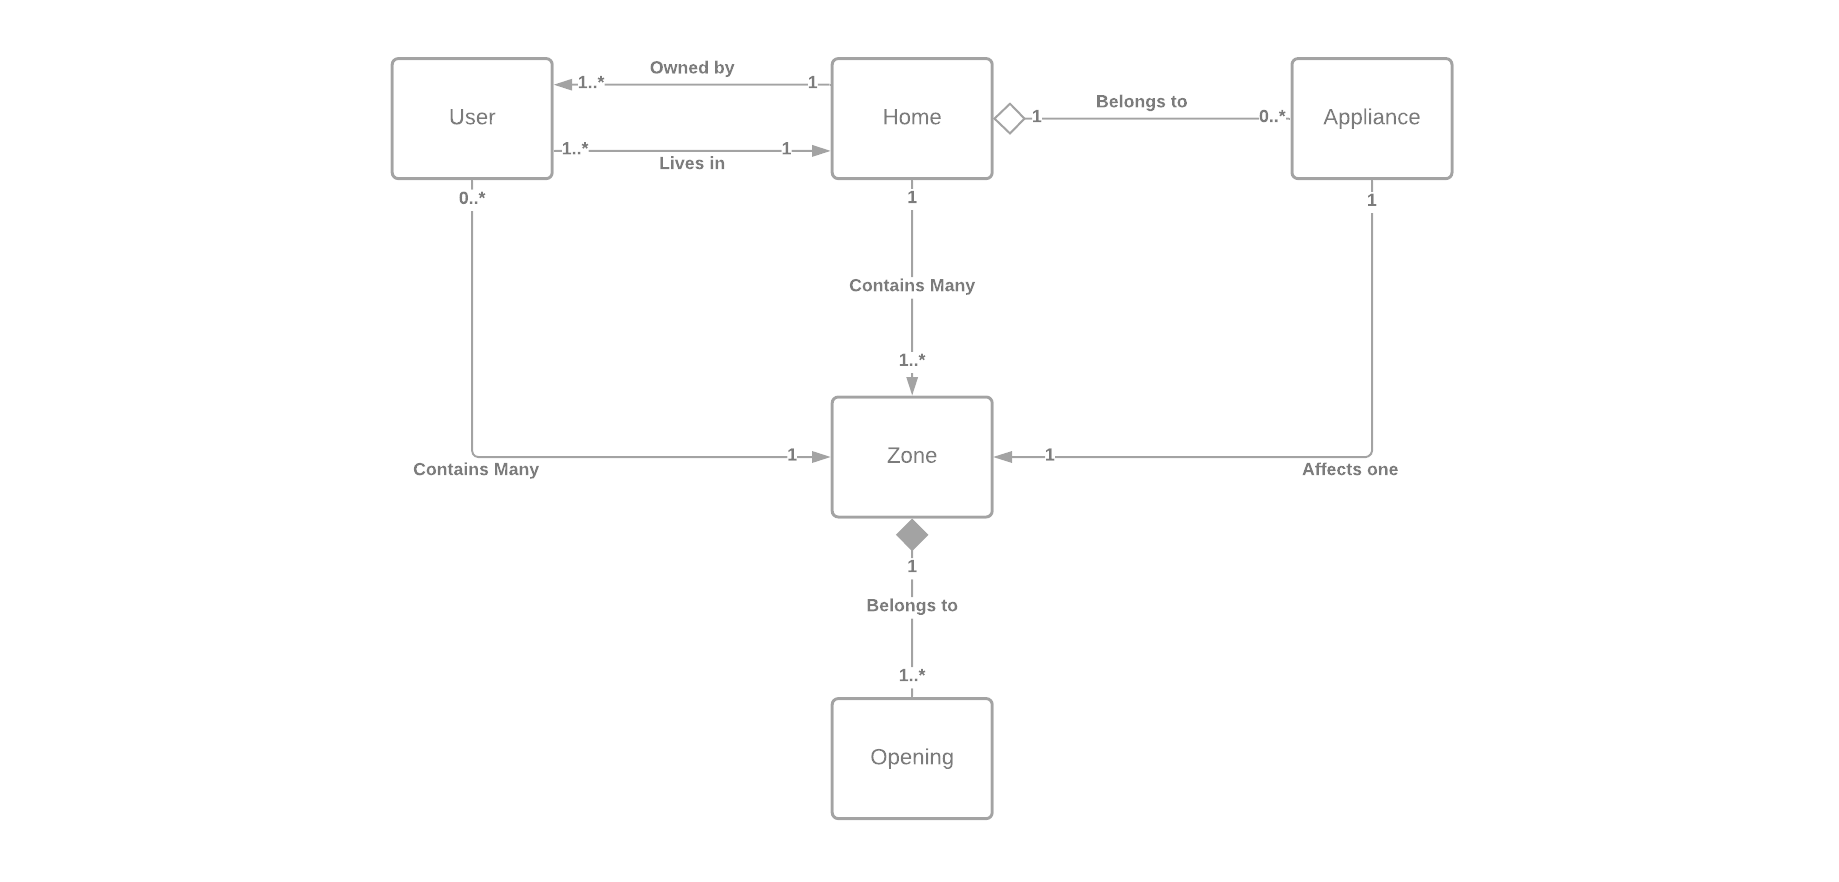 Owned by
1..*
1
User
Home
Appliance
Belongs to
1
0..*
1..*
1
Lives in
0..*
1
1
Contains Many
1..*
Zone
1
1
Contains Many
Affects one
1
Belongs to
1..*
Opening